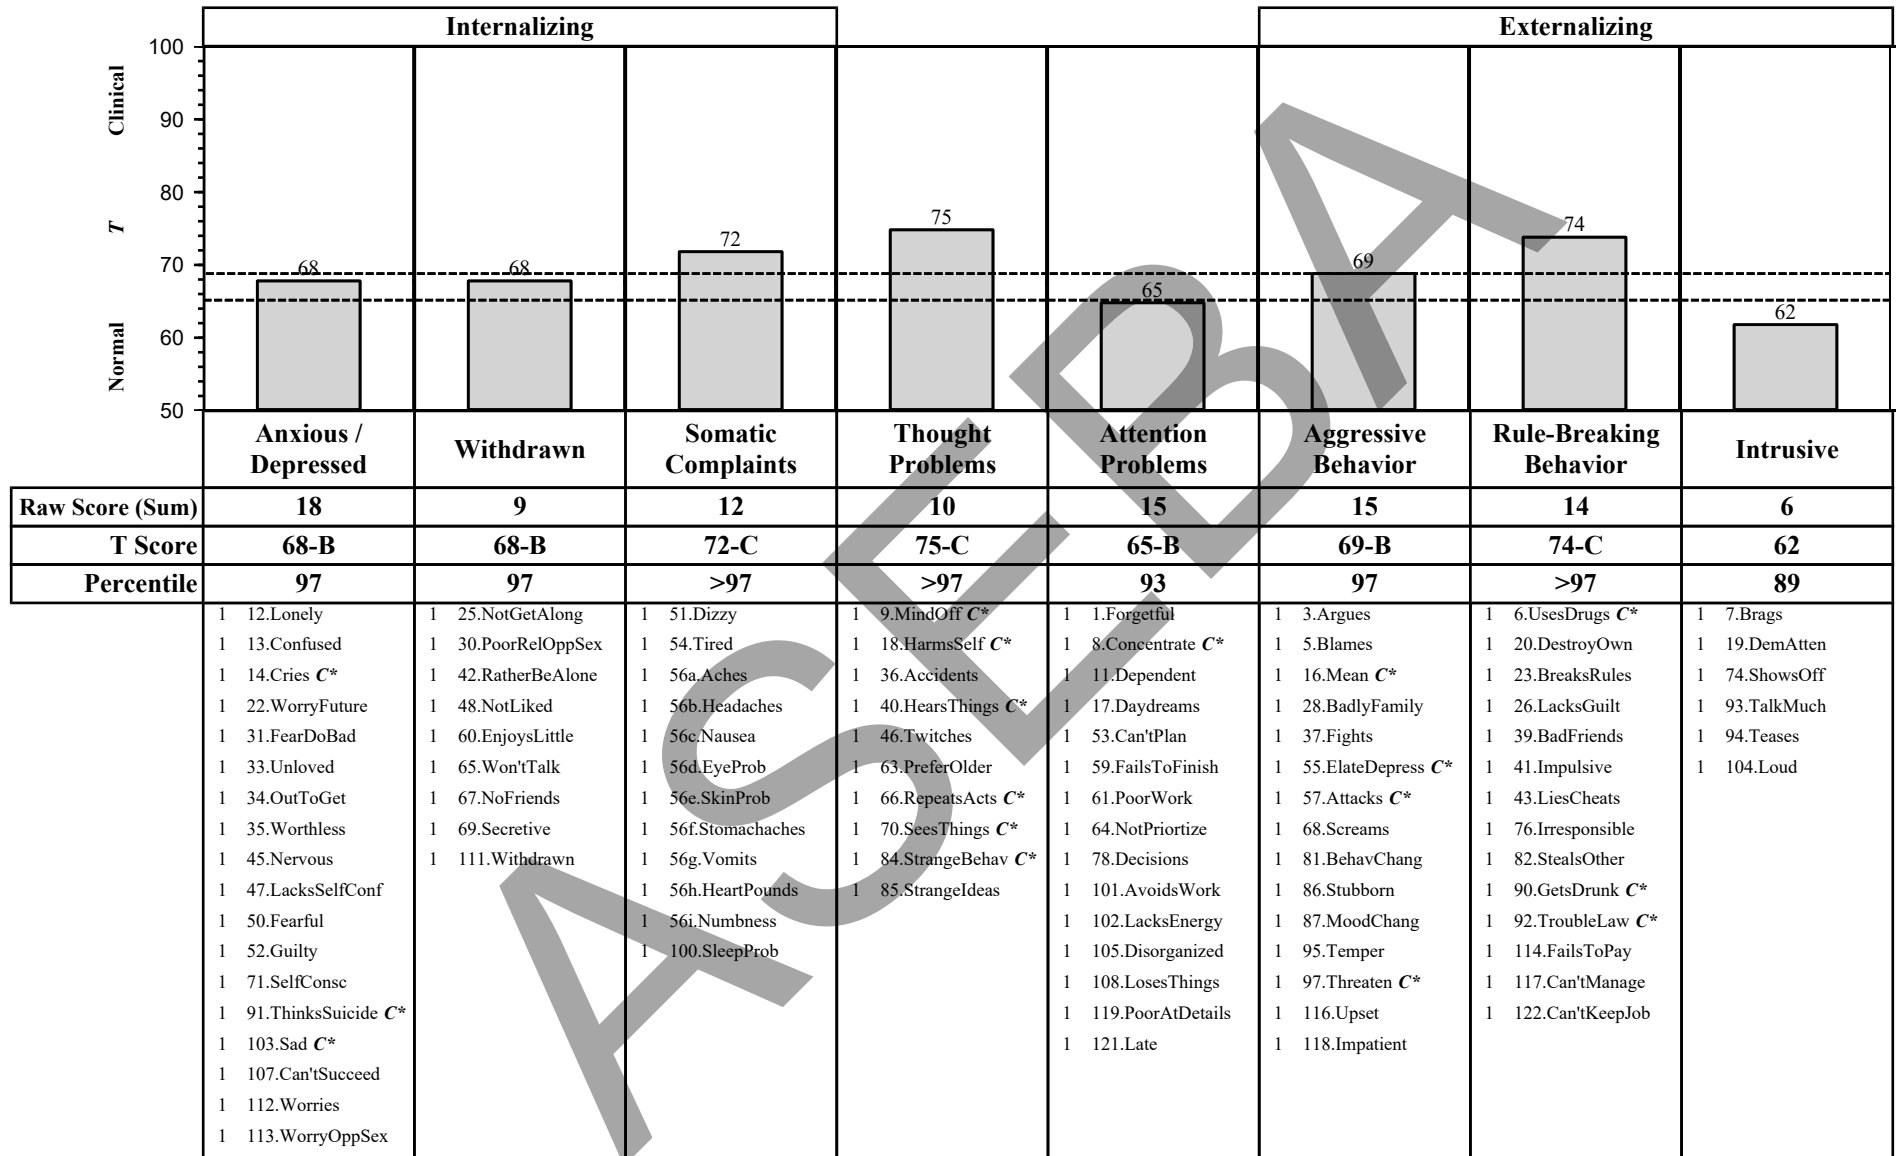 Internalizing Externalizing
100
90
80
70
60
50
Clinical
T
Normal
68 68 72 75 65 69 74 62
Anxious / Depressed Withdrawn Somatic Complaints Thought Problems Attention Problems Aggressive Behavior Rule-Breaking Behavior Intrusive
Raw Score (Sum) 18 9 12 10 15 15 14 6
T Score 68-B 68-B 72-C 75-C 65-B 69-B 74-C 62
Percentile 97 97 >97 >97 93 97 >97 89
1 12.Lonely 1 25.NotGetAlong 1 51.Dizzy 1 9.MindOff C* 1 1.Forgetful 1 3.Argues 1 6.UsesDrugs C* 1 7.Brags
1 13.Confused 1 30.PoorRelOppSex 1 54.Tired 1 18.HarmsSelf C* 1 8.Concentrate C* 1 5.Blames 1 20.DestroyOwn 1 19.DemAtten
1 14.Cries C* 1 42.RatherBeAlone 1 56a.Aches 1 36.Accidents 1 11.Dependent 1 16.Mean C* 1 23.BreaksRules 1 74.ShowsOff
1 22.WorryFuture 1 48.NotLiked 1 56b.Headaches 1 40.HearsThings C* 1 17.Daydreams 1 28.BadlyFamily 1 26.LacksGuilt 1 93.TalkMuch
1 31.FearDoBad 1 60.EnjoysLittle 1 56c.Nausea 1 46.Twitches 1 53.Can'tPlan 1 37.Fights 1 39.BadFriends 1 94.Teases
1 33.Unloved 1 65.Won'tTalk 1 56d.EyeProb 1 63.PreferOlder 1 59.FailsToFinish 1 55.ElateDepress C* 1 41.Impulsive 1 104.Loud
1 34.OutToGet 1 67.NoFriends 1 56e.SkinProb 1 66.RepeatsActs C* 1 61.PoorWork 1 57.Attacks C* 1 43.LiesCheats
1 35.Worthless 1 69.Secretive 1 56f.Stomachaches 1 70.SeesThings C* 1 64.NotPriortize 1 68.Screams 1 76.Irresponsible
1 45.Nervous 1 111.Withdrawn 1 56g.Vomits 1 84.StrangeBehav C* 1 78.Decisions 1 81.BehavChang 1 82.StealsOther
1 47.LacksSelfConf 1 56h.HeartPounds 1 85.StrangeIdeas 1 101.AvoidsWork 1 86.Stubborn 1 90.GetsDrunk C*
1 50.Fearful 1 56i.Numbness 1 102.LacksEnergy 1 87.MoodChang 1 92.TroubleLaw C*
1 52.Guilty 1 100.SleepProb 1 105.Disorganized 1 95.Temper 1 114.FailsToPay
1 71.SelfConsc 1 108.LosesThings 1 97.Threaten C* 1 117.Can'tManage
1 91.ThinksSuicide C* 1 119.PoorAtDetails 1 116.Upset 1 122.Can'tKeepJob
1 103.Sad C* 1 121.Late 1 118.Impatient
1 107.Can'tSucceed
1 112.Worries
1 113.WorryOppSex
ASEBA